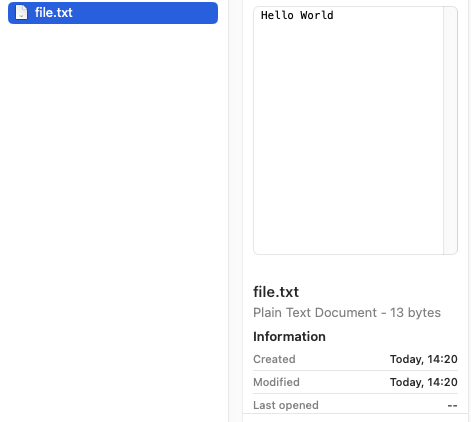 file.txt
Hello World
file.txt
Plain Text Document - 13 bytes
Information
Created Today, 14:20
Modified Today, 14:20
Last opened --